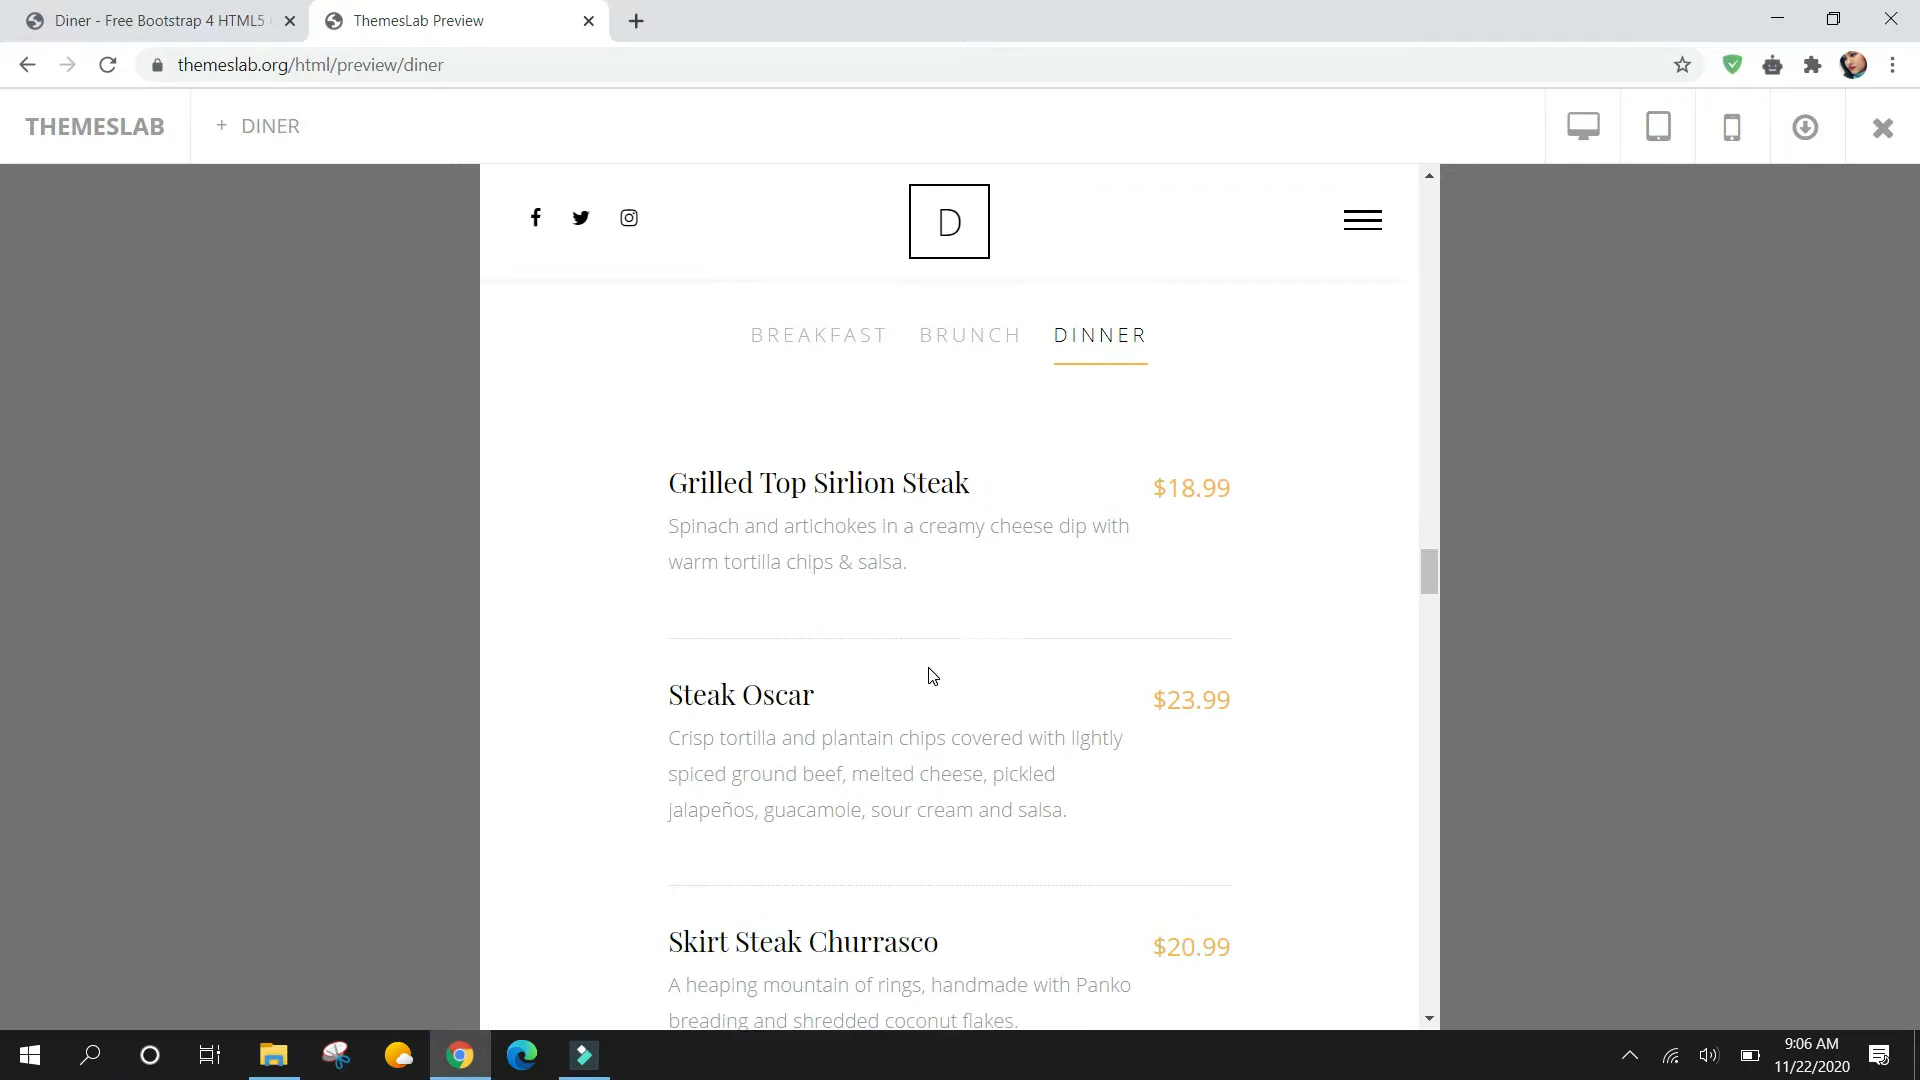 Diner - Free Bootstrap 4 HTML5
ThemesLab Preview
themeslab.org/html/preview/diner
THEMESLAB
+ DINER
D
BREAKFAST BRUNCH DINNER
Grilled Top Sirlion Steak $18.99
Spinach and artichokes in a creamy cheese dip with
warm tortilla chips & salsa.
Steak Oscar $23.99
Crisp tortilla and plantain chips covered with lightly
spiced ground beef, melted cheese, pickled
jalapeños, guacamole, sour cream and salsa.
Skirt Steak Churrasco $20.99
A heaping mountain of rings, handmade with Panko
breading and shredded coconut flakes.
9:06 AM
11/22/2020